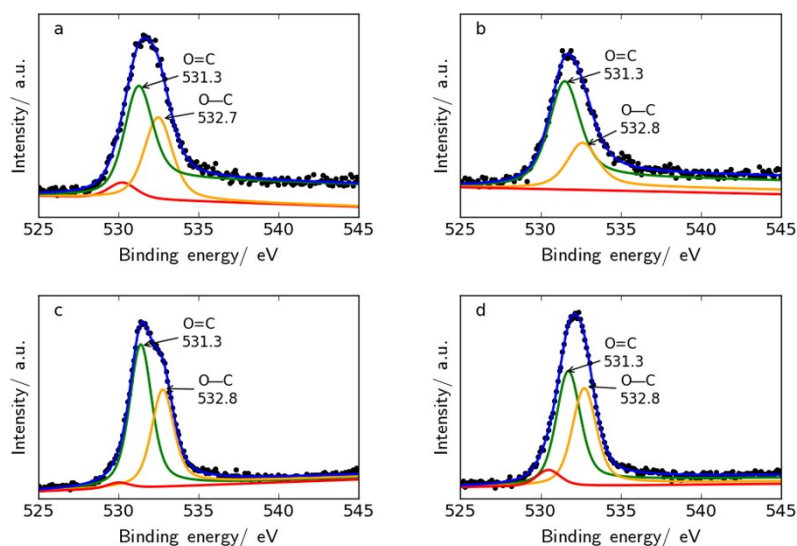 a
O=C
531.3
O—C
532.7
Intensity/ a.u.
525 530 535 540 545
Binding energy/ eV
b
O=C
531.3
O—C
532.8
Intensity/ a.u.
525 530 535 540 545
Binding energy/ eV
c
O=C
531.3
O—C
532.8
Intensity/ a.u.
525 530 535 540 545
Binding energy/ eV
d
O=C
531.3
O—C
532.8
Intensity/ a.u.
525 530 535 540 545
Binding energy/ eV